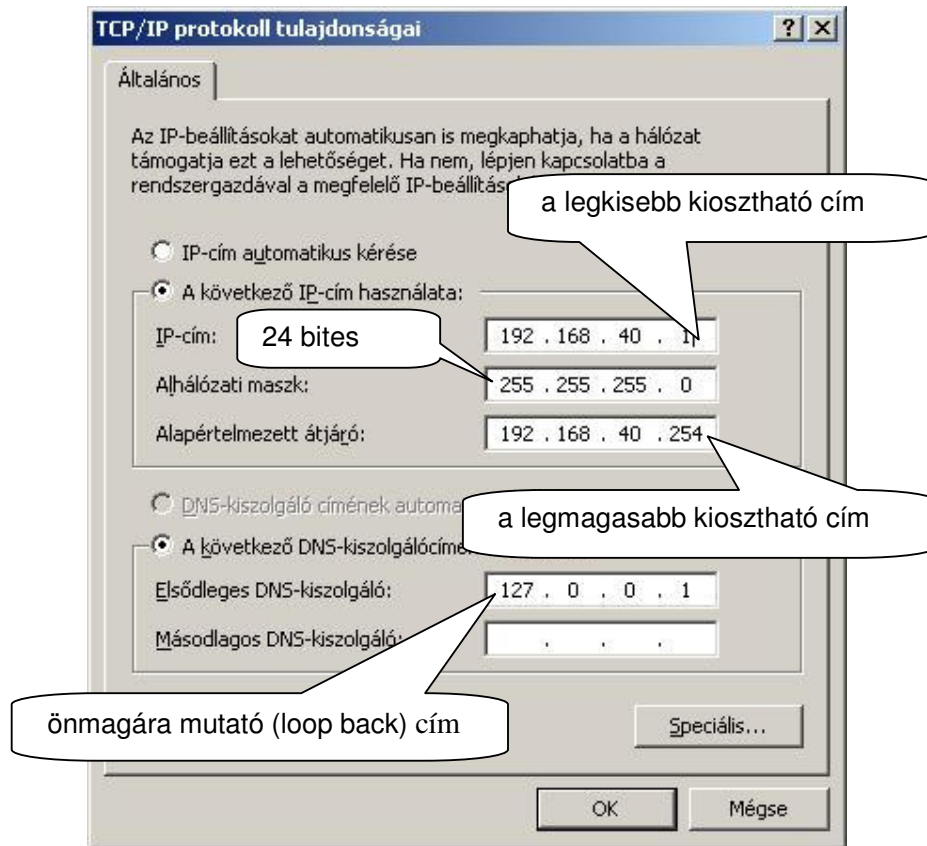 TCP/IP protokoll tulajdonságai
Általános
Az IP-beállításokat automatikusan is megkaphatja, ha a hálózat
támogatja ezt a lehetőséget. Ha nem, lépjen kapcsolatba a
rendszergazdával a megfelelő IP-beállítás
a legkisebb kiosztható cím
IP-cím automatikus kérése
A következő IP-cím használata:
IP-cím: 24 bites 192 . 168 . 40 . 1
Alhálózati maszk: 255 . 255 . 255 . 0
Alapértelmezett átjáró: 192 . 168 . 40 . 254
DNS-kiszolgáló címének automa
a legmagasabb kiosztható cím
A következő DNS-kiszolgálócíme
Elsődleges DNS-kiszolgáló: 127 . 0 . 0 . 1
Másodlagos DNS-kiszolgáló: . . .
önmagára mutató (loop back) cím
Speciális...
OK Mégse